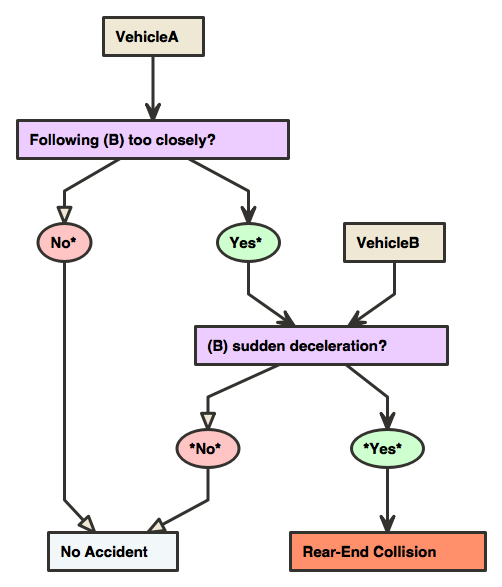 VehicleA
Following (B) too closely?
No*
Yes*
VehicleB
(B) sudden deceleration?
*No*
*Yes*
No Accident
Rear-End Collision